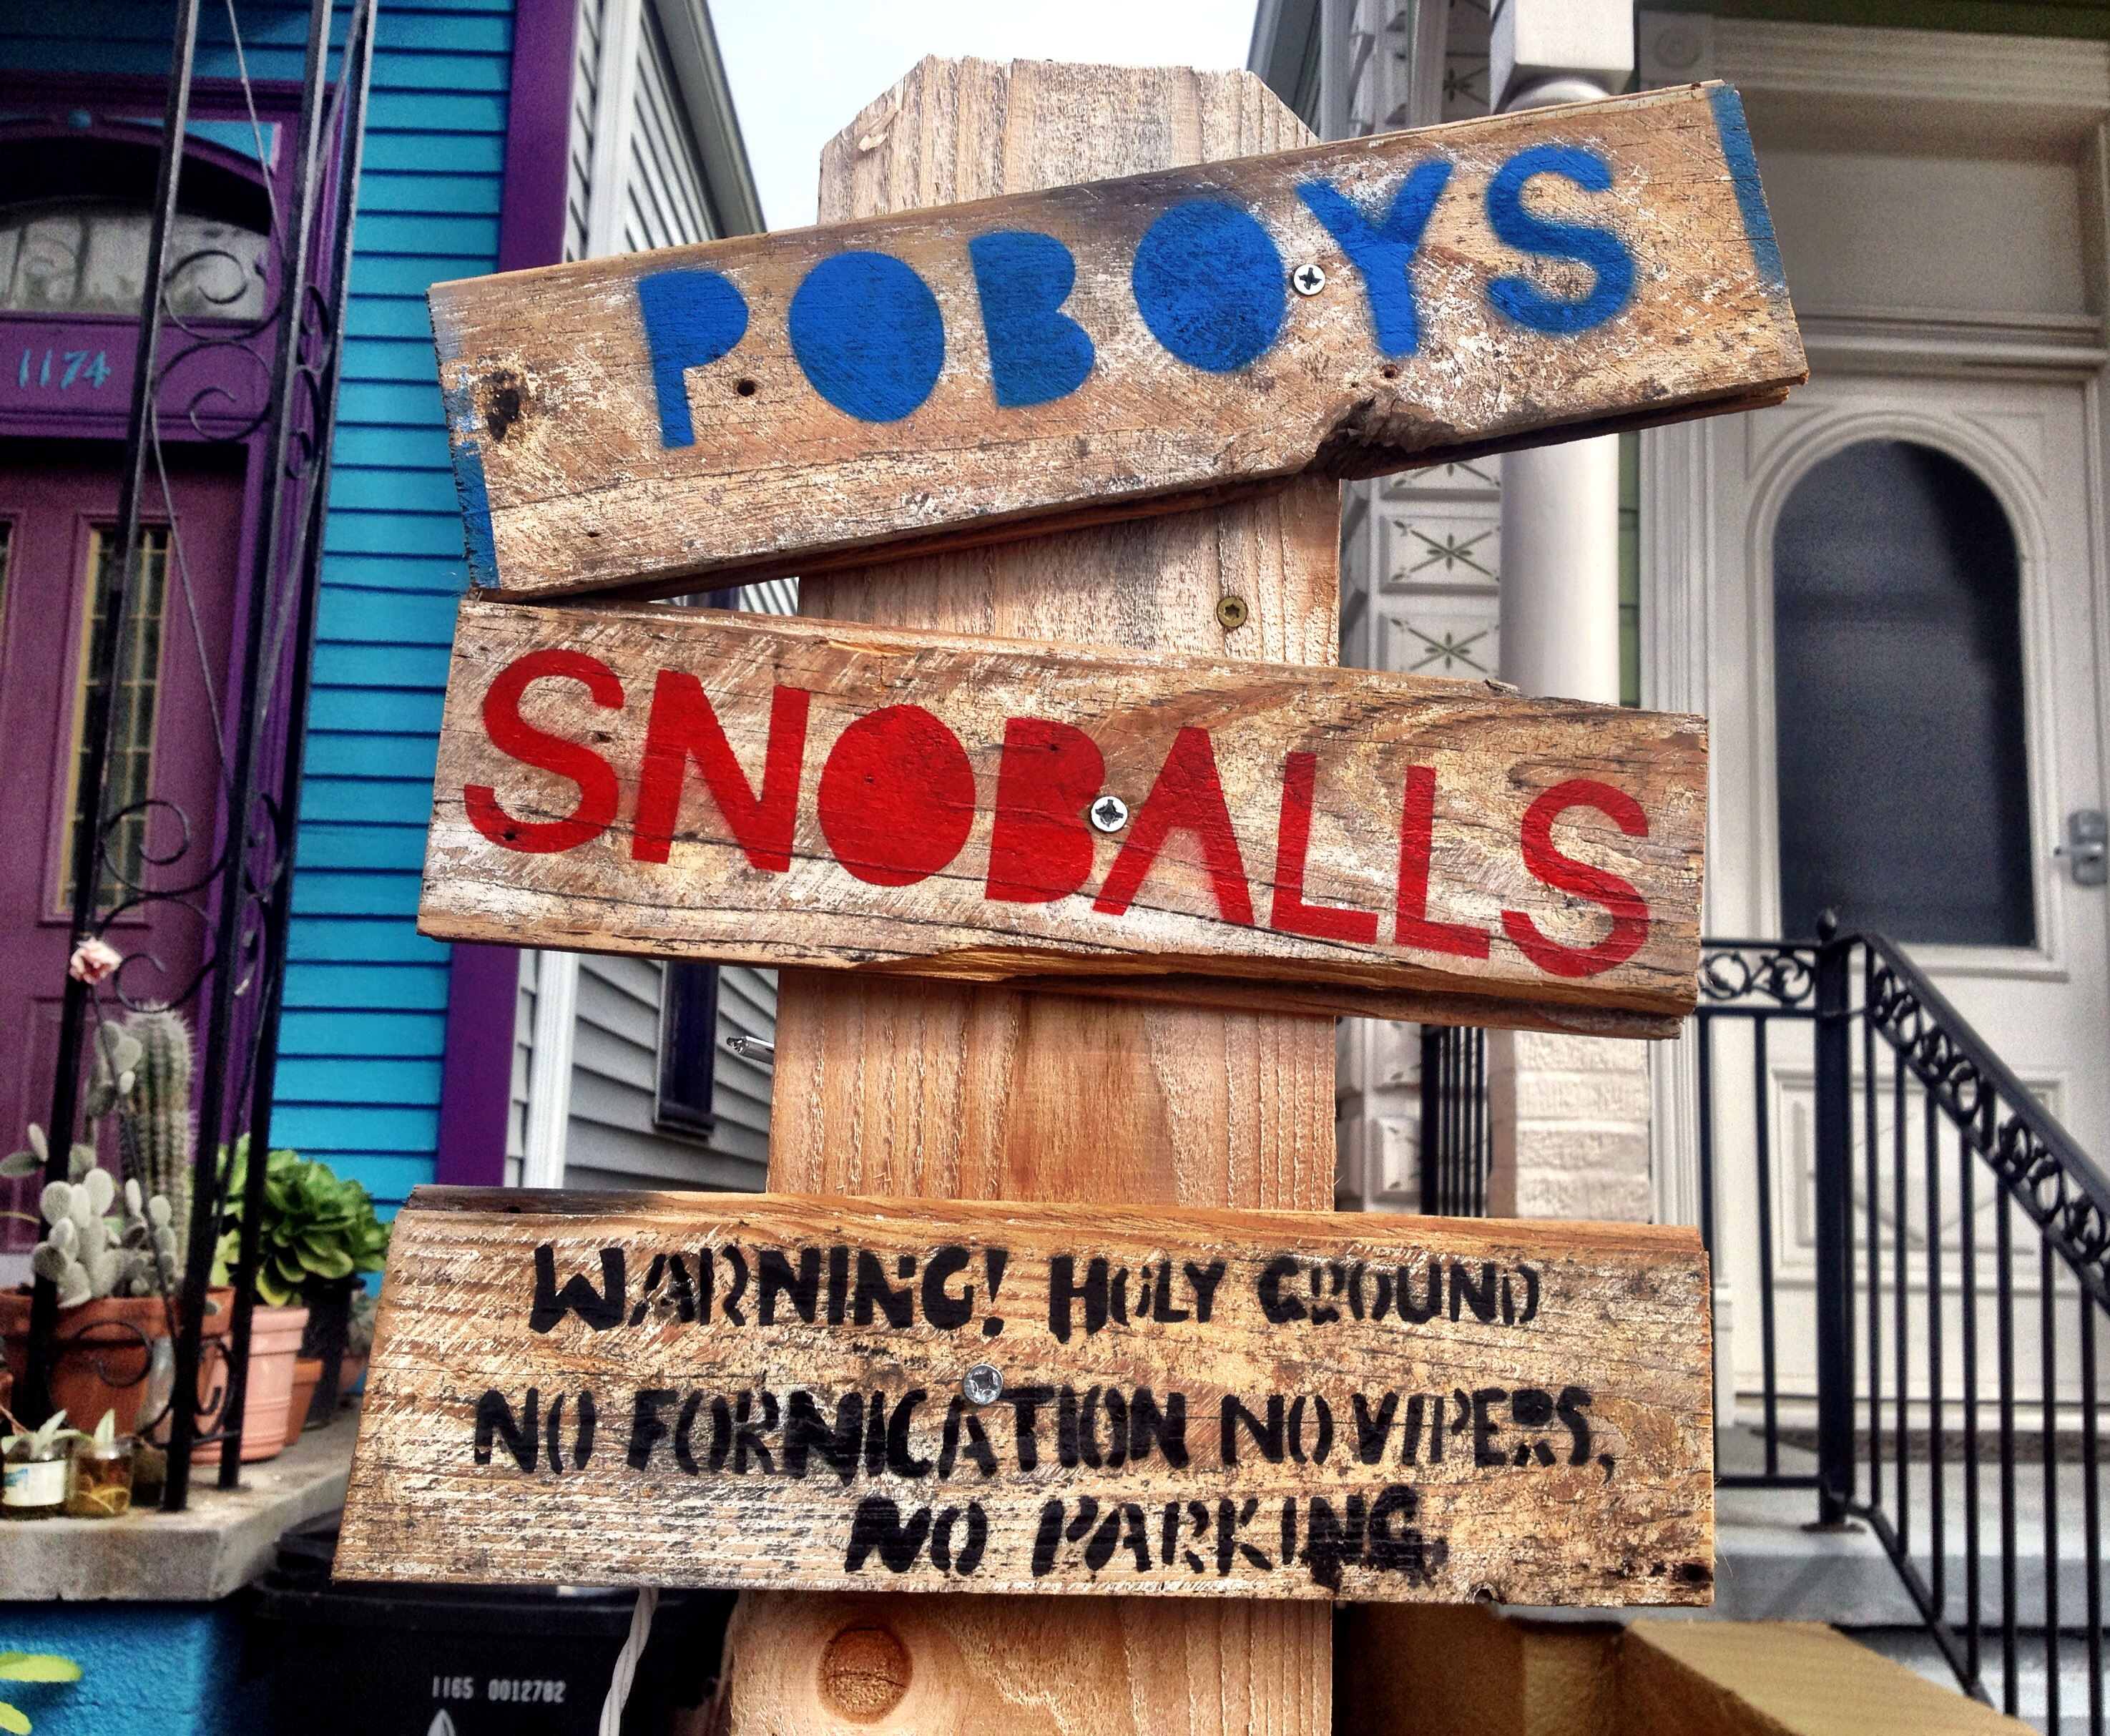 1174
POBOYS
SNOBALLS
WARNING! HOLY GROUND
NO FORNICATION NO VIPERS,
NO PARKING.
1165 0012782